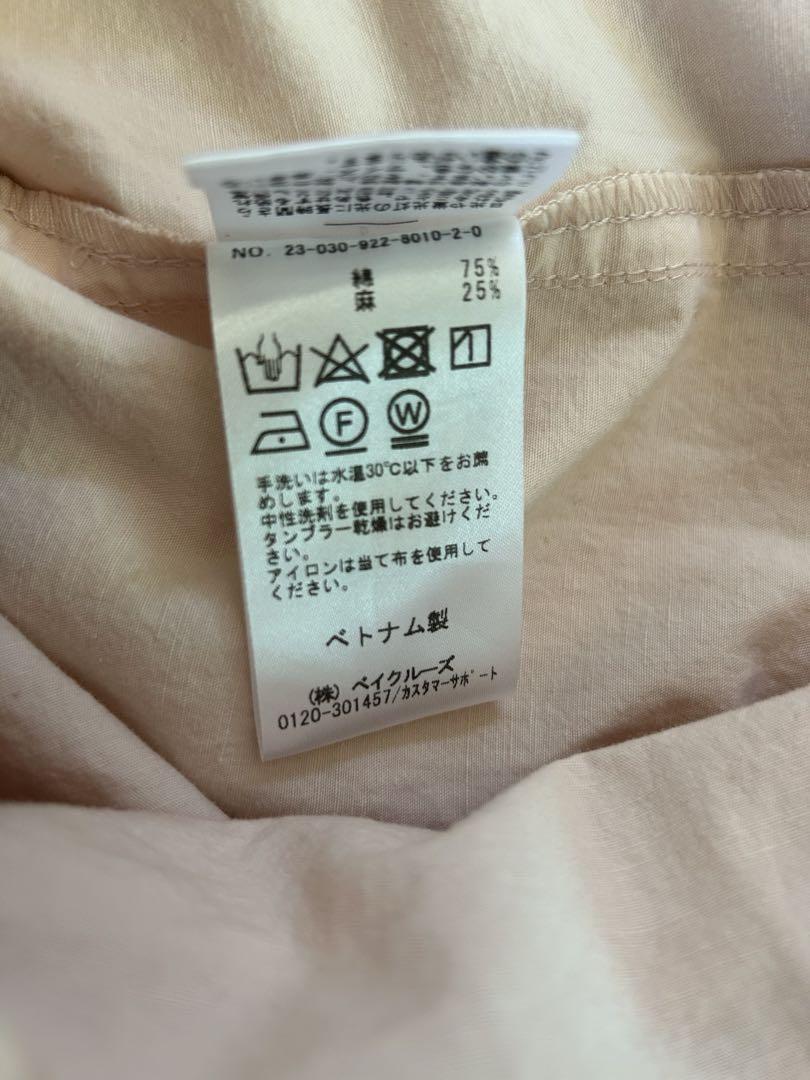 NO. 23-030-922-8010-2-0
綿 75%
麻 25%
F W
手洗いは水温30℃以下をお薦
めします。
中性洗剤を使用してください。
タンブラー乾燥はお避けくだ
さい。
アイロンは当て布を使用して
ください。
ベトナム製
(株) ベイクルーズ
0120-301457/カスタマーサポート